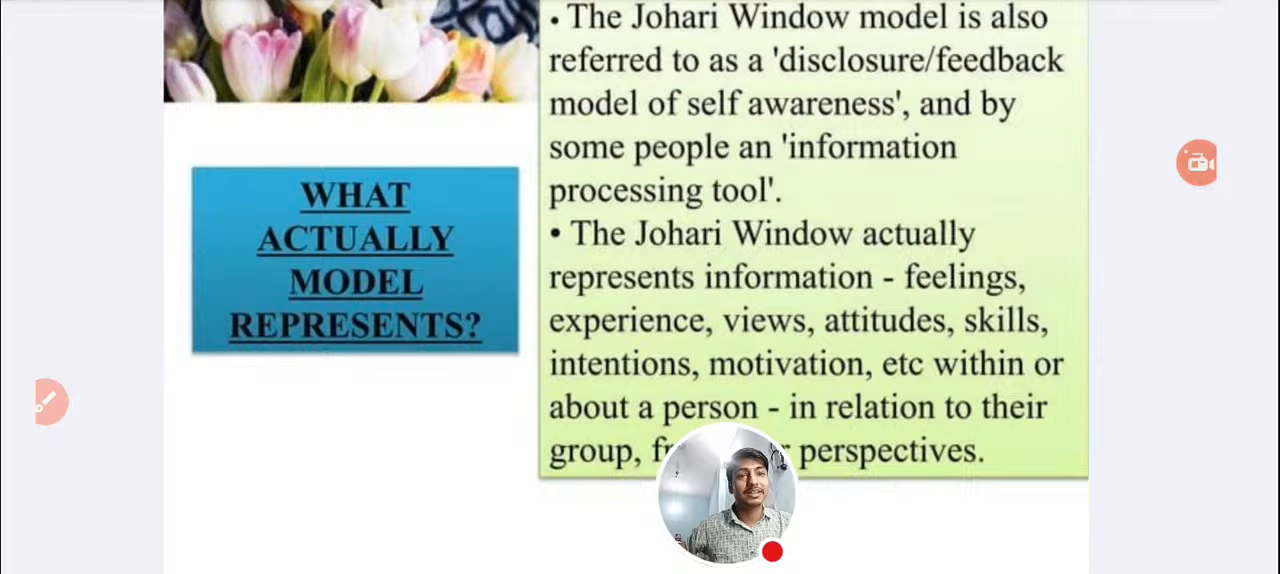 • The Johari Window model is also
referred to as a 'disclosure/feedback
model of self awareness', and by
some people an 'information
processing tool'.
• The Johari Window actually
represents information - feelings,
experience, views, attitudes, skills,
intentions, motivation, etc within or
about a person - in relation to their
group, perspectives.
WHAT
ACTUALLY
MODEL
REPRESENTS?